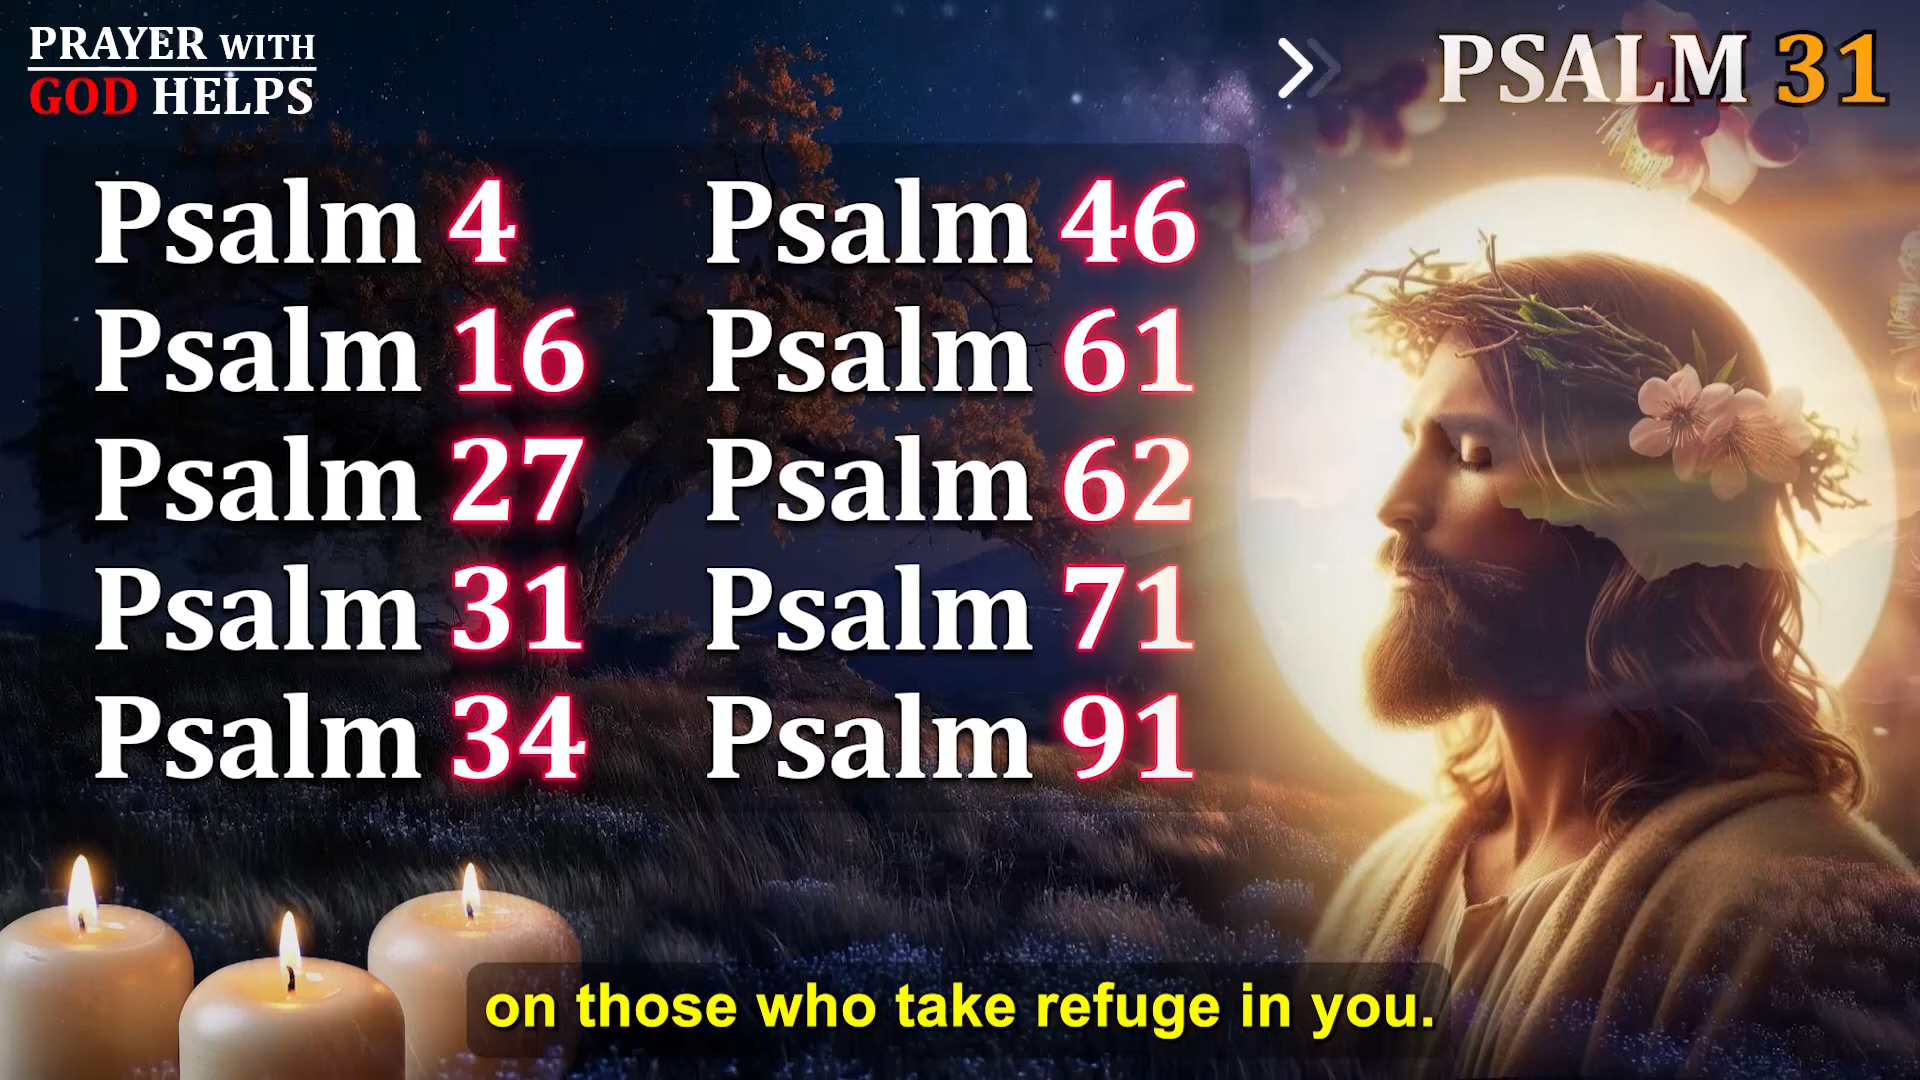 PRAYER WITH
GOD HELPS
PSALM 31
Psalm 4
Psalm 16
Psalm 27
Psalm 31
Psalm 34
Psalm 46
Psalm 61
Psalm 62
Psalm 71
Psalm 91
on those who take refuge in you.